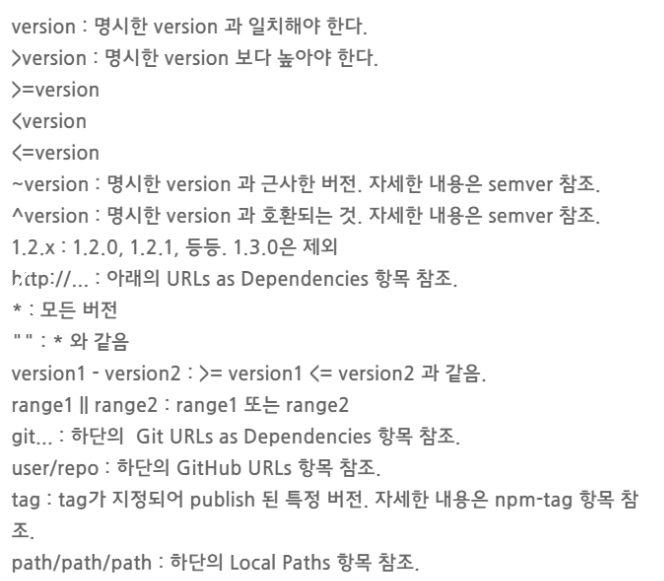 version : 명시한 version 과 일치해야 한다.
>version : 명시한 version 보다 높아야 한다.
>=version
<version
<=version
~version : 명시한 version 과 근사한 버전. 자세한 내용은 semver 참조.
^version : 명시한 version 과 호환되는 것. 자세한 내용은 semver 참조.
1.2.x : 1.2.0, 1.2.1, 등등. 1.3.0은 제외
http://... : 아래의 URLs as Dependencies 항목 참조.
* : 모든 버전
"" : * 와 같음
version1 - version2 : >= version1 <= version2 과 같음.
range1 || range2 : range1 또는 range2
git... : 하단의  Git URLs as Dependencies 항목 참조.
user/repo : 하단의 GitHub URLs 항목 참조.
tag : tag가 지정되어 publish 된 특정 버전. 자세한 내용은 npm-tag 항목 참
조.
path/path/path : 하단의 Local Paths 항목 참조.